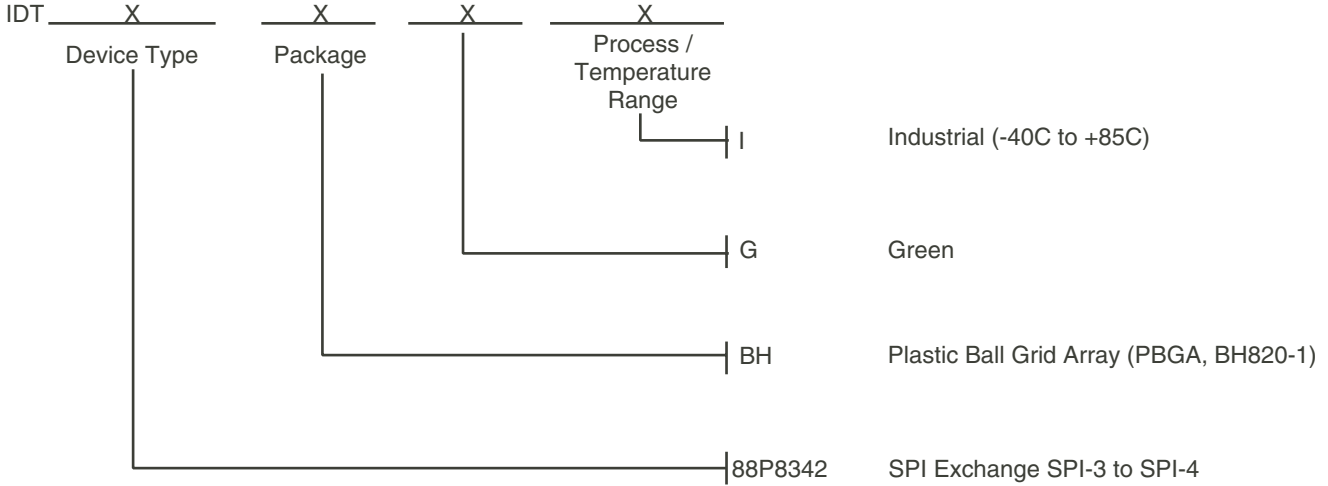 IDT X X X X
Device Type Package Process /
Temperature
Range
I Industrial (-40C to +85C)
G Green
BH Plastic Ball Grid Array (PBGA, BH820-1)
88P8342 SPI Exchange SPI-3 to SPI-4